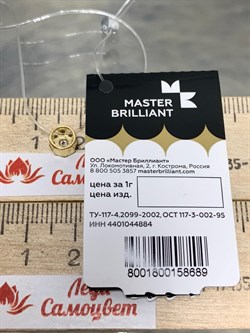 MASTER
BRILLIANT
ООО «Мастер Бриллиант»
Ул. Локомотивная, 2, г. Кострома, Россия
8 800 505 3857 masterbrilliant.com
цена за 1г
цена изд.
ТУ-117-4.2099-2002, ОСТ 117-3-002-95
ИНН 4401044884
8001800158689
Леди
Самоцвет
Леди
Самоцвет